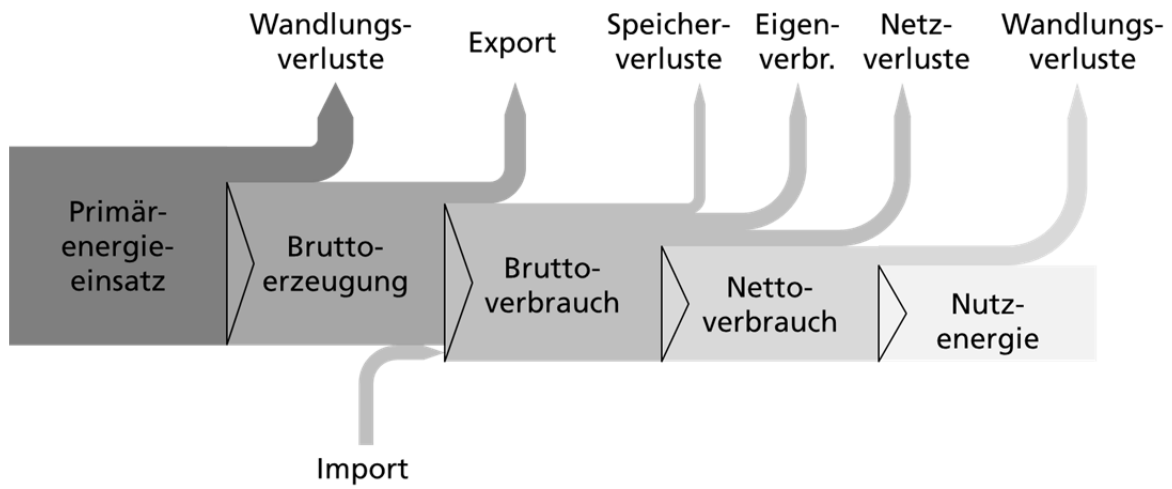 Wandlungs-
verluste
Export
Speicher-
verluste
Eigen-
verbr.
Netz-
verluste
Wandlungs-
verluste
Primär-
energie-
einsatz
Brutto-
erzeugung
Brutto-
verbrauch
Netto-
verbrauch
Nutz-
energie
Import